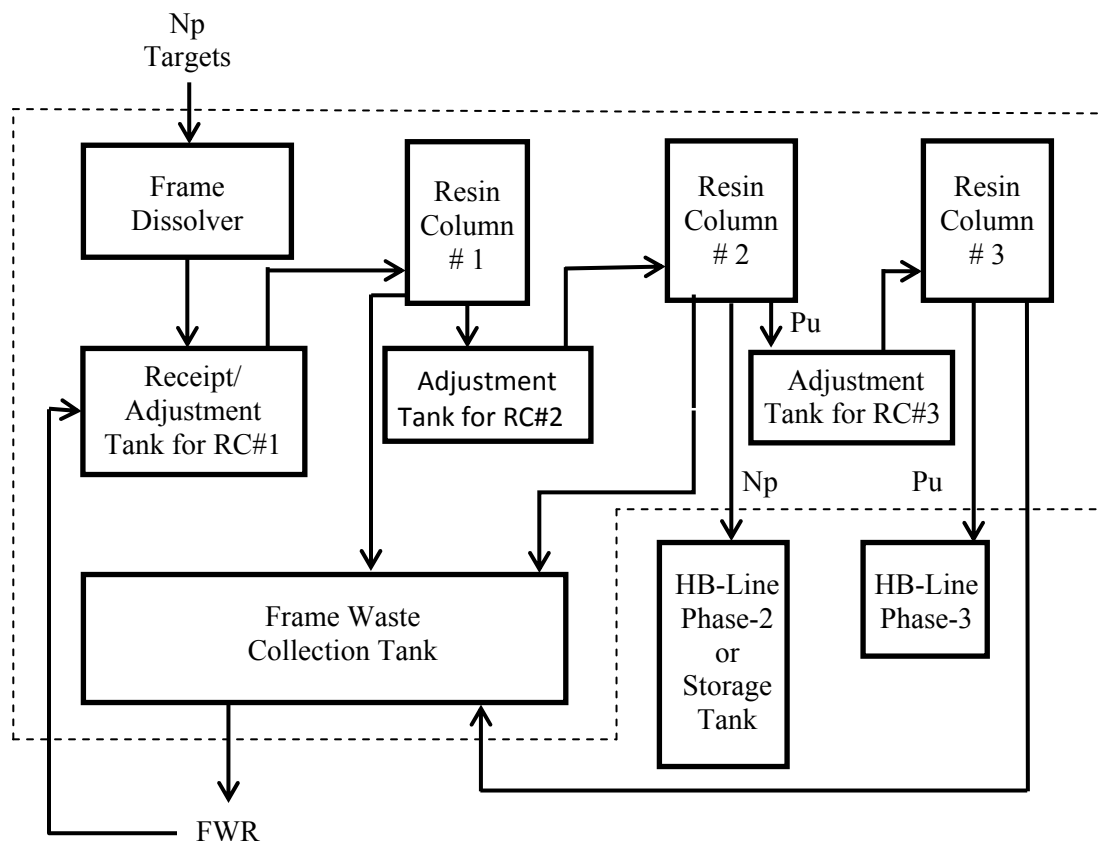 Np
Targets
Frame
Dissolver
Resin
Column
# 1
Resin
Column
# 2
Resin
Column
# 3
Receipt/
Adjustment
Tank for RC#1
Adjustment
Tank for RC#2
Pu
Adjustment
Tank for RC#3
Np
Pu
Frame Waste
Collection Tank
HB-Line
Phase-2
or
Storage
Tank
HB-Line
Phase-3
FWR